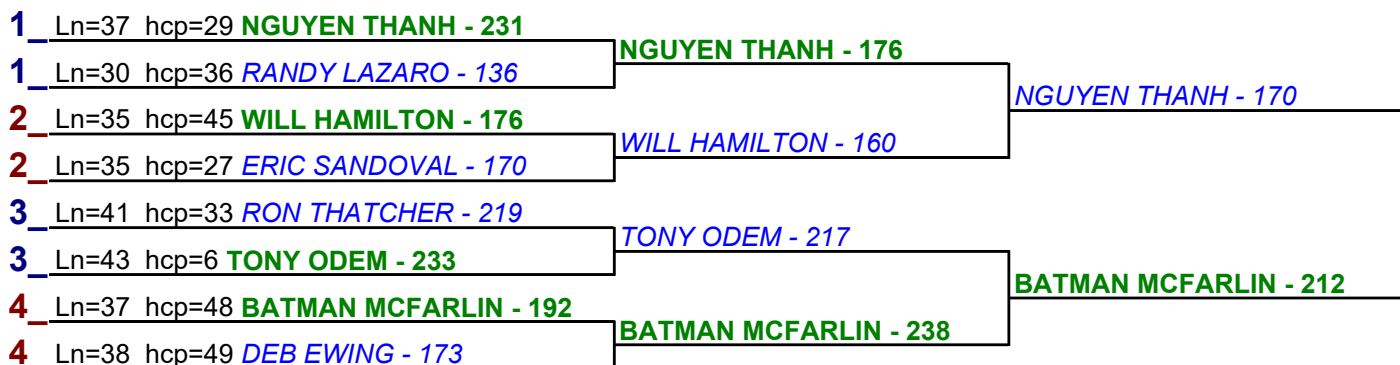 1_ Ln=37 hcp=29 NGUYEN THANH - 231
NGUYEN THANH - 176
1_ Ln=30 hcp=36 RANDY LAZARO - 136
NGUYEN THANH - 170
2_ Ln=35 hcp=45 WILL HAMILTON - 176
WILL HAMILTON - 160
2_ Ln=35 hcp=27 ERIC SANDOVAL - 170
3_ Ln=41 hcp=33 RON THATCHER - 219
TONY ODEM - 217
3_ Ln=43 hcp=6 TONY ODEM - 233
BATMAN MCFARLIN - 212
4_ Ln=37 hcp=48 BATMAN MCFARLIN - 192
BATMAN MCFARLIN - 238
4 Ln=38 hcp=49 DEB EWING - 173